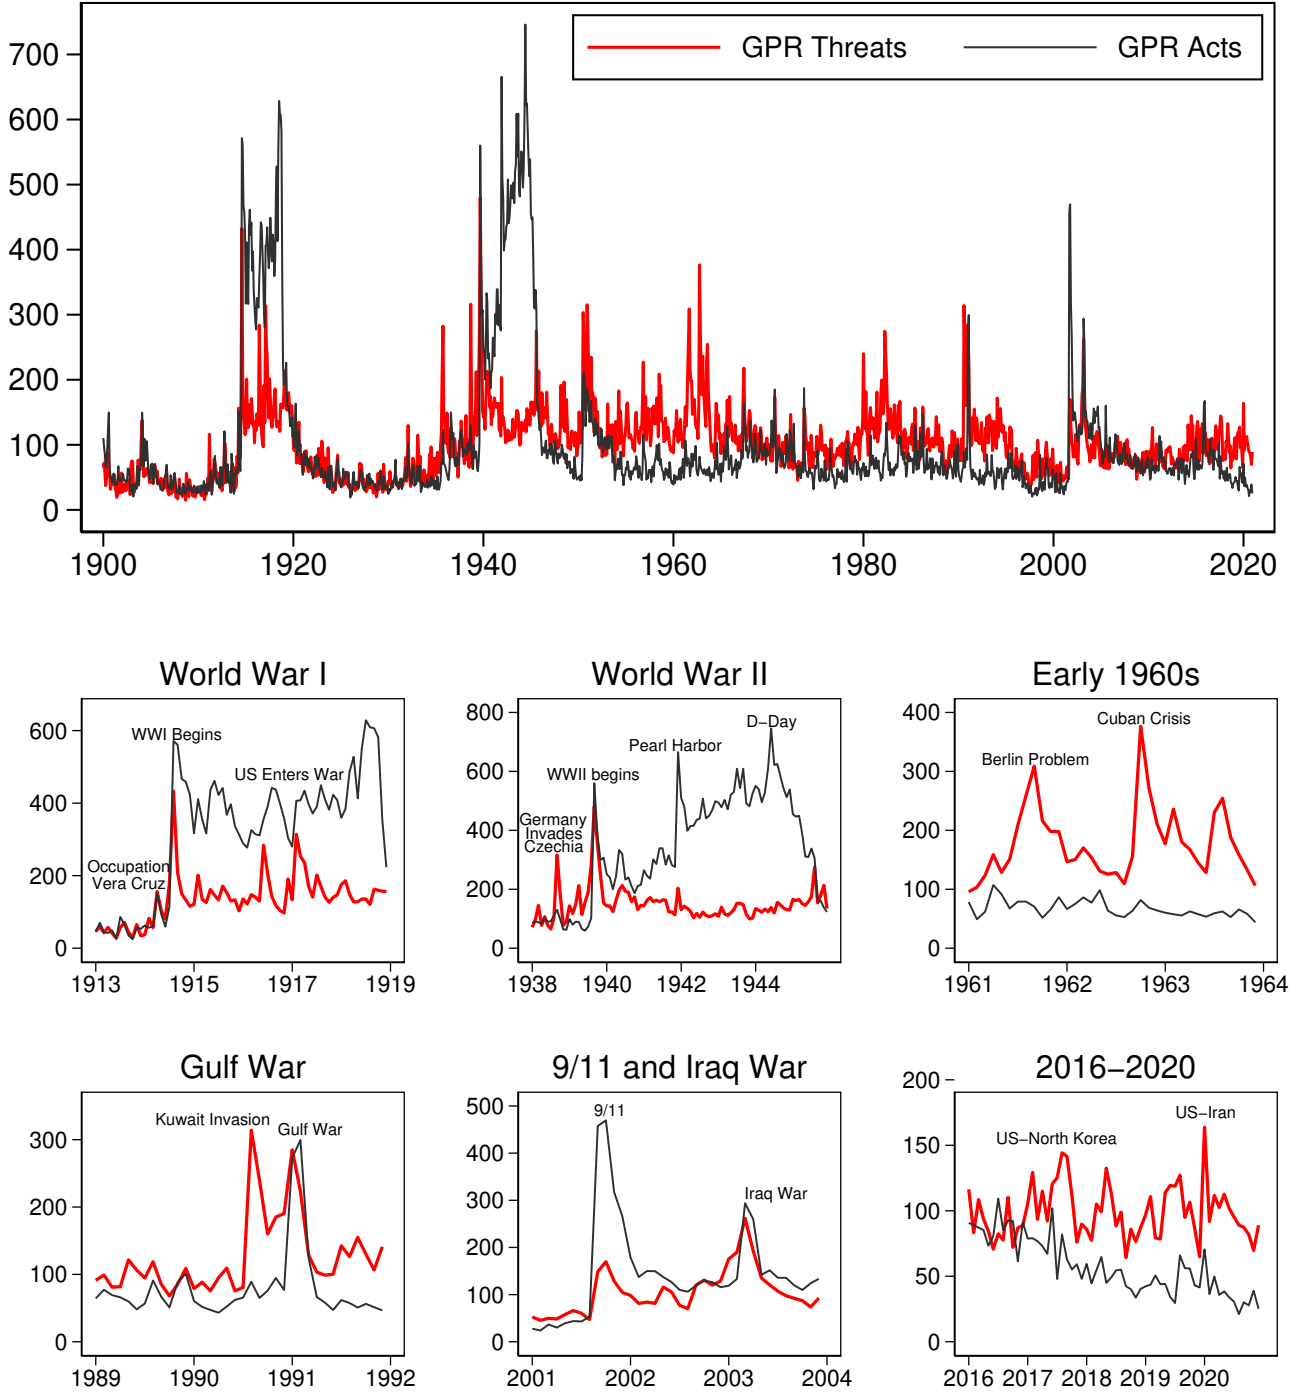 GPR Threats GPR Acts
700
600
500
400
300
200
100
0
1900 1920 1940 1960 1980 2000 2020
World War I
600
400
200
0
WWI Begins
US Enters War
Occupation
Vera Cruz
1913 1915 1917 1919
World War II
800
600
400
200
0
D−Day
Pearl Harbor
WWII begins
Germany
Invades
Czechia
1938 1940 1942 1944
Early 1960s
400
300
200
100
0
Cuban Crisis
Berlin Problem
1961 1962 1963 1964
Gulf War
300
200
100
0
Kuwait Invasion
Gulf War
1989 1990 1991 1992
9/11 and Iraq War
500
400
300
200
100
0
9/11
Iraq War
2001 2002 2003 2004
2016−2020
200
150
100
50
0
US−Iran
US−North Korea
2016 2017 2018 2019 2020